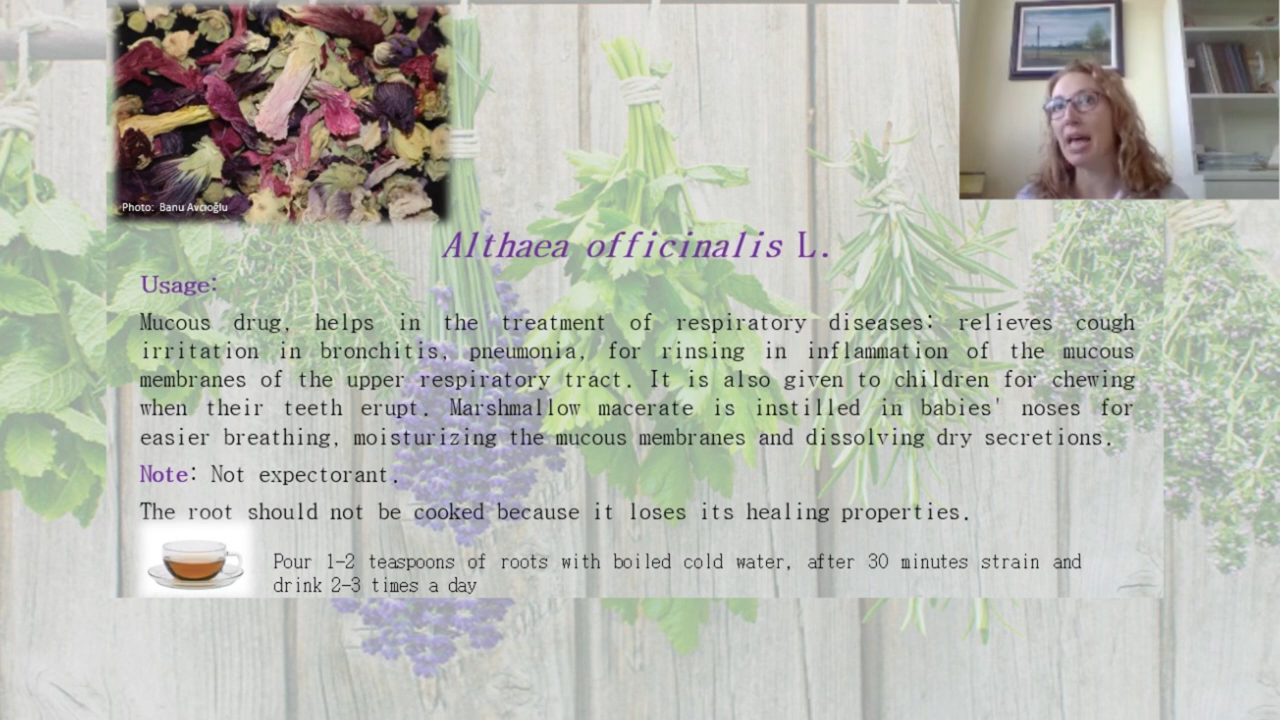 Photo: Banu Avcıoğlu
Althaea officinalis L.
Usage:
Mucous drug, helps in the treatment of respiratory diseases: relieves cough
irritation in bronchitis, pneumonia, for rinsing in inflammation of the mucous
membranes of the upper respiratory tract. It is also given to children for chewing
when their teeth erupt. Marshmallow macerate is instilled in babies' noses for
easier breathing, moisturizing the mucous membranes and dissolving dry secretions.
Note: Not expectorant.
The root should not be cooked because it loses its healing properties.
Pour 1-2 teaspoons of roots with boiled cold water, after 30 minutes strain and
drink 2-3 times a day